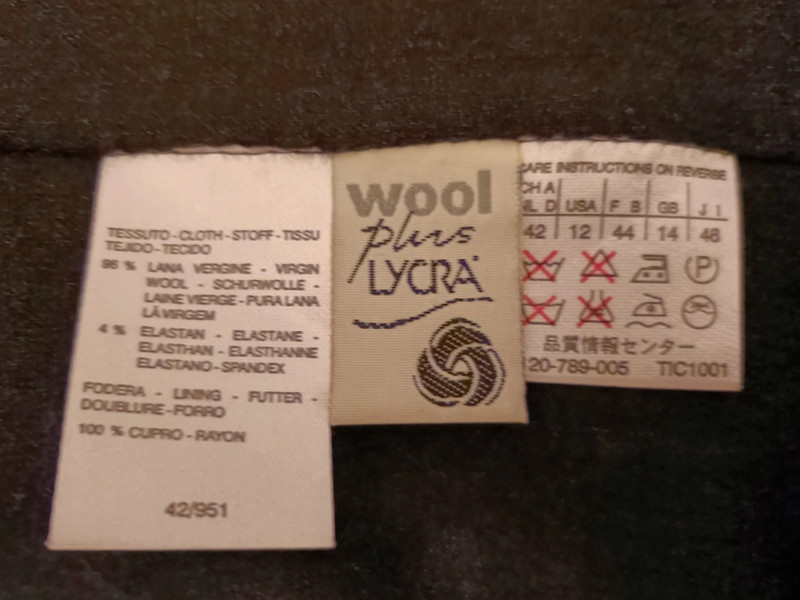 TESSUTO - CLOTH - STOFF - TISSU
TEJIDO - TECIDO
96 % LANA VERGINE - VIRGIN
WOOL - SCHURWOLLE -
LAINE VIERGE - PURA LANA
LÃ VIRGEM
4 % ELASTAN - ELASTANE -
ELASTHAN - ELASTHANNE
ELASTANO - SPANDEX
FODERA - LINING - FUTTER -
DOUBLURE - FORRO
100 % CUPRO - RAYON
42/951
wool
plus
LYCRA
CARE INSTRUCTIONS ON REVERSE
CH A
NL D USA F B GB J I
42 12 44 14 48
P
品質情報センター
20-789-005 TIC1001